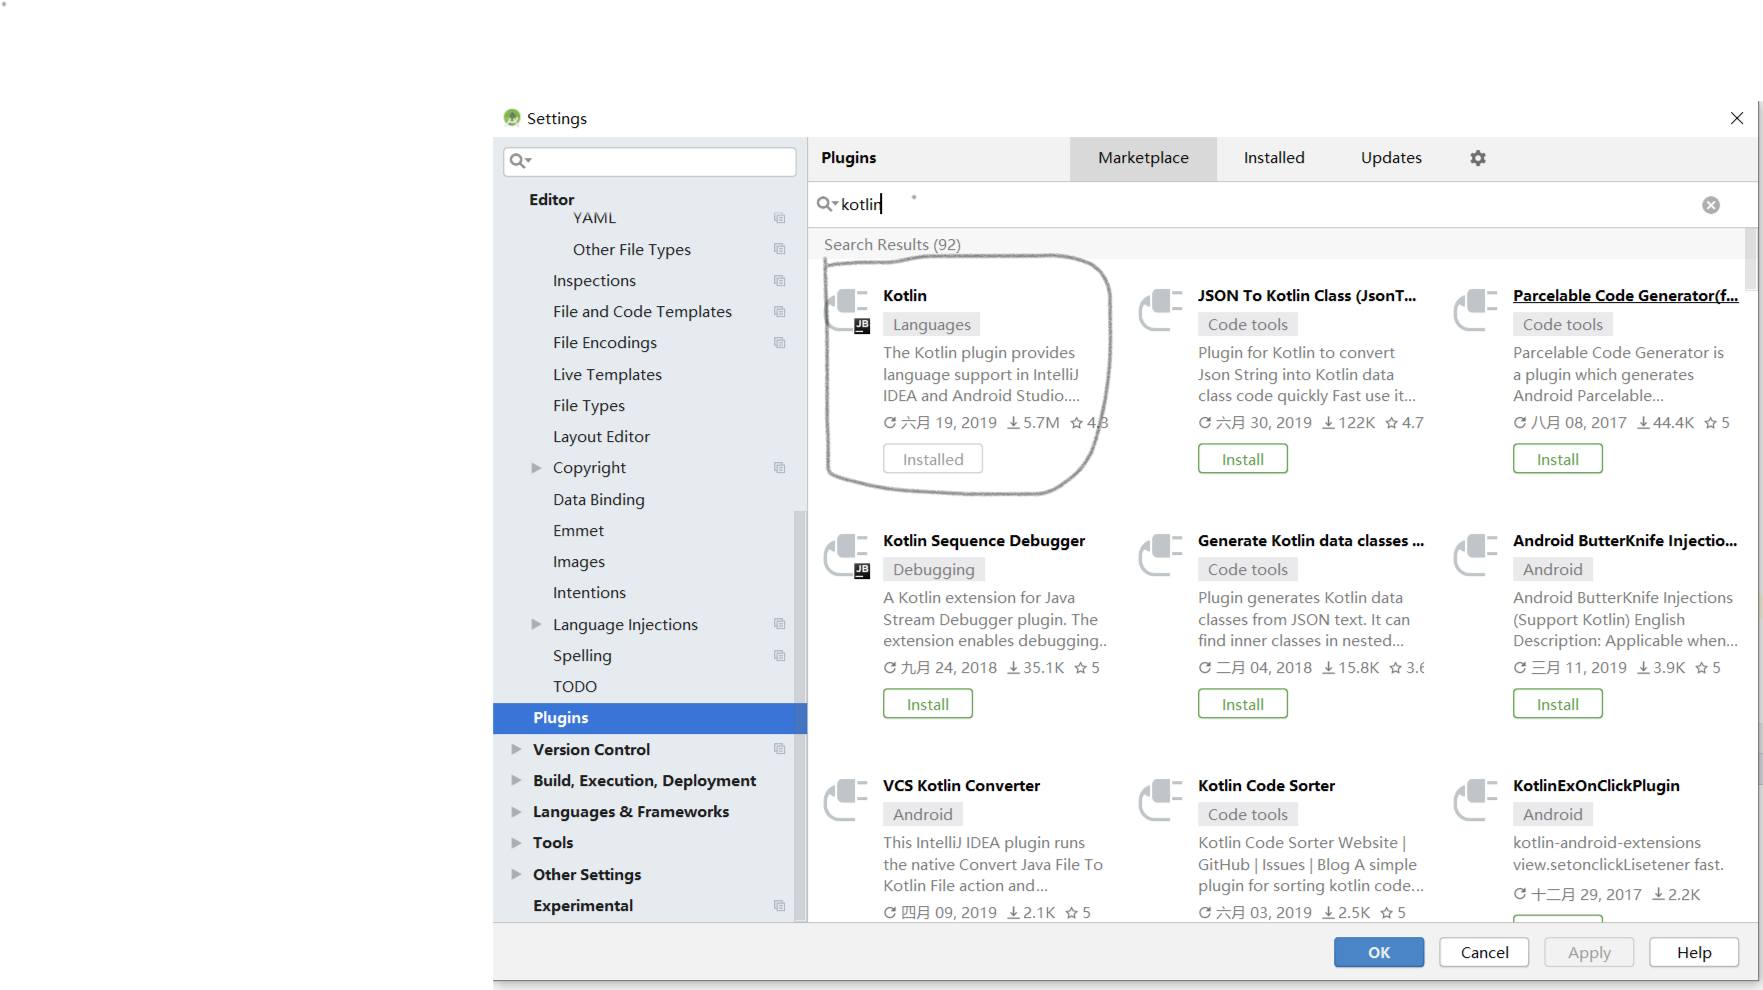 Settings
Plugins
Marketplace
Installed
Updates
kotlin
Search Results (92)
Editor
YAML
Other File Types
Inspections
File and Code Templates
File Encodings
Live Templates
File Types
Layout Editor
Copyright
Data Binding
Emmet
Images
Intentions
Language Injections
Spelling
TODO
Plugins
Version Control
Build, Execution, Deployment
Languages & Frameworks
Tools
Other Settings
Experimental
Kotlin
JB
Languages
The Kotlin plugin provides
language support in IntelliJ
IDEA and Android Studio....
六月 19, 2019 5.7M 4.3
Installed
JSON To Kotlin Class (JsonT...
Code tools
Plugin for Kotlin to convert
Json String into Kotlin data
class code quickly Fast use it...
六月 30, 2019 122K 4.7
Install
Parcelable Code Generator(f...
Code tools
Parcelable Code Generator is
a plugin which generates
Android Parcelable...
八月 08, 2017 44.4K 5
Install
Kotlin Sequence Debugger
JB
Debugging
A Kotlin extension for Java
Stream Debugger plugin. The
extension enables debugging..
九月 24, 2018 35.1K 5
Install
Generate Kotlin data classes ...
Code tools
Plugin generates Kotlin data
classes from JSON text. It can
find inner classes in nested...
二月 04, 2018 15.8K 3.6
Install
Android ButterKnife Injectio...
Android
Android ButterKnife Injections
(Support Kotlin) English
Description: Applicable when...
三月 11, 2019 3.9K 5
Install
VCS Kotlin Converter
Android
This IntelliJ IDEA plugin runs
the native Convert Java File To
Kotlin File action and...
四月 09, 2019 2.1K 5
Kotlin Code Sorter
Code tools
Kotlin Code Sorter Website |
GitHub | Issues | Blog A simple
plugin for sorting kotlin code...
六月 03, 2019 2.5K 5
KotlinExOnClickPlugin
Android
kotlin-android-extensions
view.setonclickLisetener fast.
十二月 29, 2017 2.2K
OK
Cancel
Apply
Help